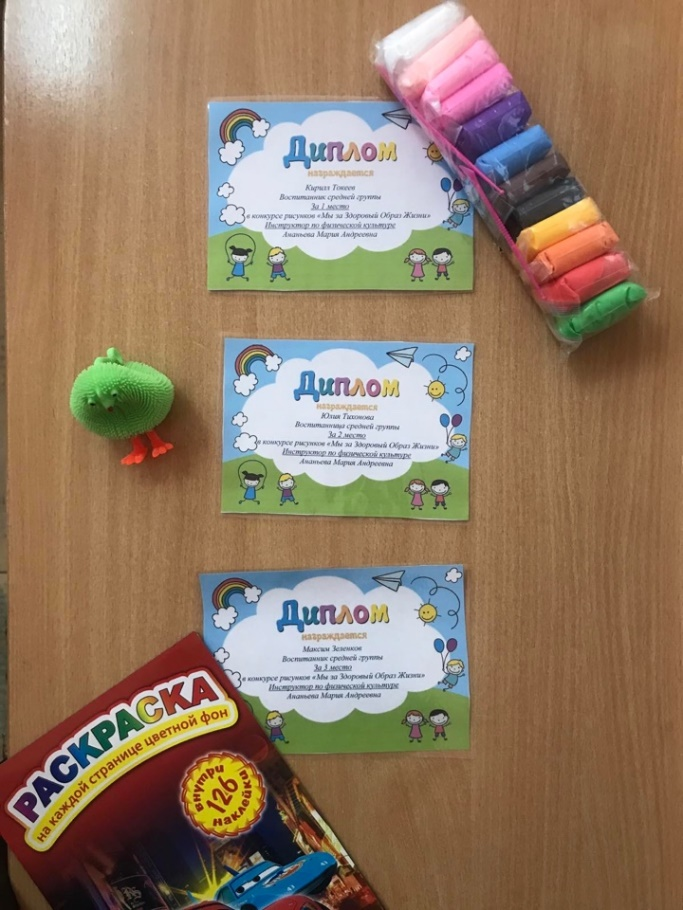 Диплом
награждается
Кирилл Токеев
Воспитанник средней группы
За 1 место
в конкурсе рисунков «Мы за Здоровый Образ Жизни»
Инструктор по физической культуре
Ананьева Мария Андреевна
Диплом
награждается
Юлия Тихонова
Воспитанница средней группы
За 2 место
в конкурсе рисунков «Мы за Здоровый Образ Жизни»
Инструктор по физической культуре
Ананьева Мария Андреевна
Диплом
награждается
Максим Зеленков
Воспитанник средней группы
За 3 место
в конкурсе рисунков «Мы за Здоровый Образ Жизни»
Инструктор по физической культуре
Ананьева Мария Андреевна
РАСКРАСКА
на каждой странице цветной фон
внутри
126
наклейки